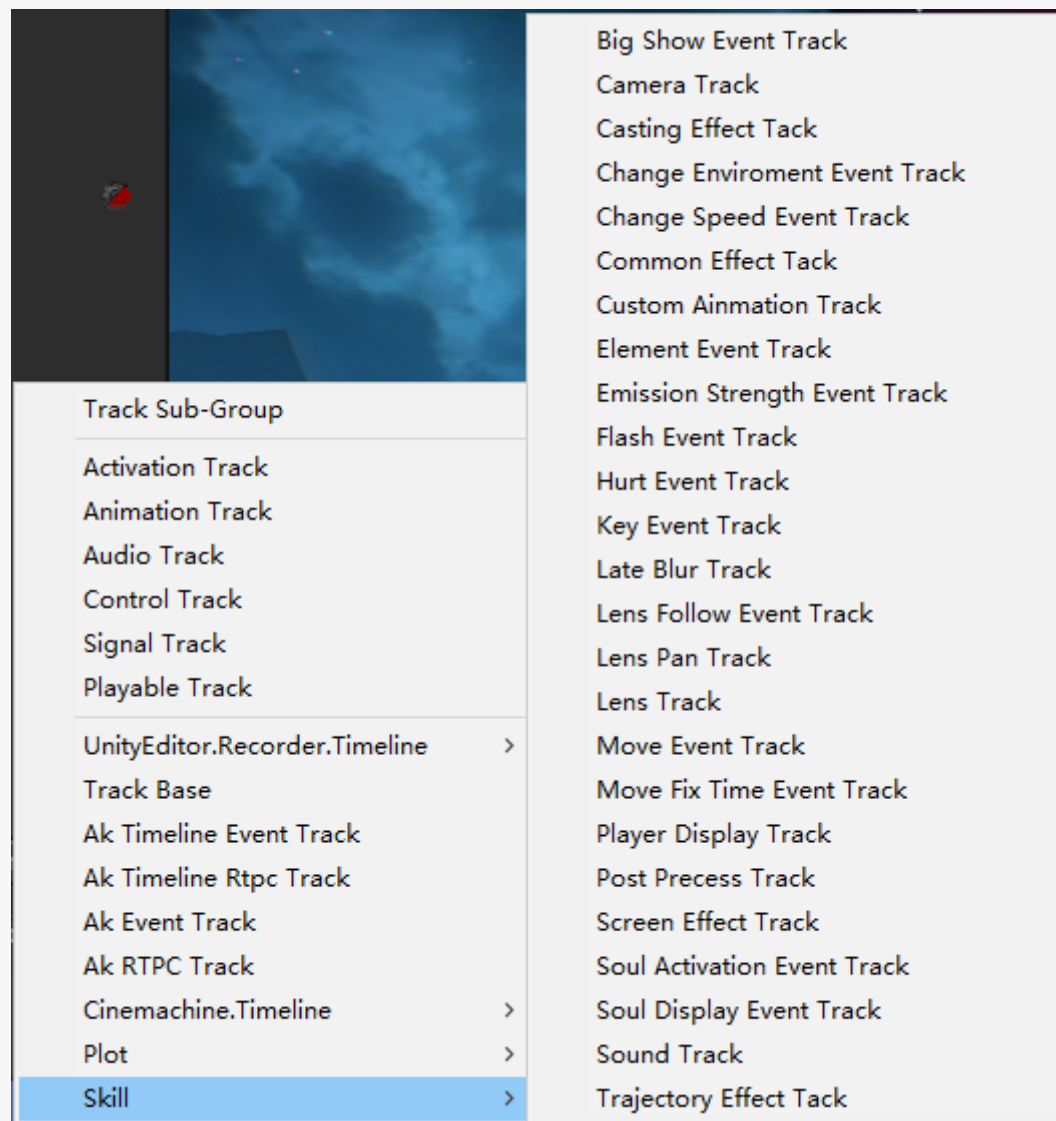 Track Sub-Group
Activation Track
Animation Track
Audio Track
Control Track
Signal Track
Playable Track
UnityEditor.Recorder.Timeline
Track Base
Ak Timeline Event Track
Ak Timeline Rtpc Track
Ak Event Track
Ak RTPC Track
Cinemachine.Timeline
Plot
Skill
Big Show Event Track
Camera Track
Casting Effect Tack
Change Enviroment Event Track
Change Speed Event Track
Common Effect Tack
Custom Ainmation Track
Element Event Track
Emission Strength Event Track
Flash Event Track
Hurt Event Track
Key Event Track
Late Blur Track
Lens Follow Event Track
Lens Pan Track
Lens Track
Move Event Track
Move Fix Time Event Track
Player Display Track
Post Precess Track
Screen Effect Track
Soul Activation Event Track
Soul Display Event Track
Sound Track
Trajectory Effect Tack